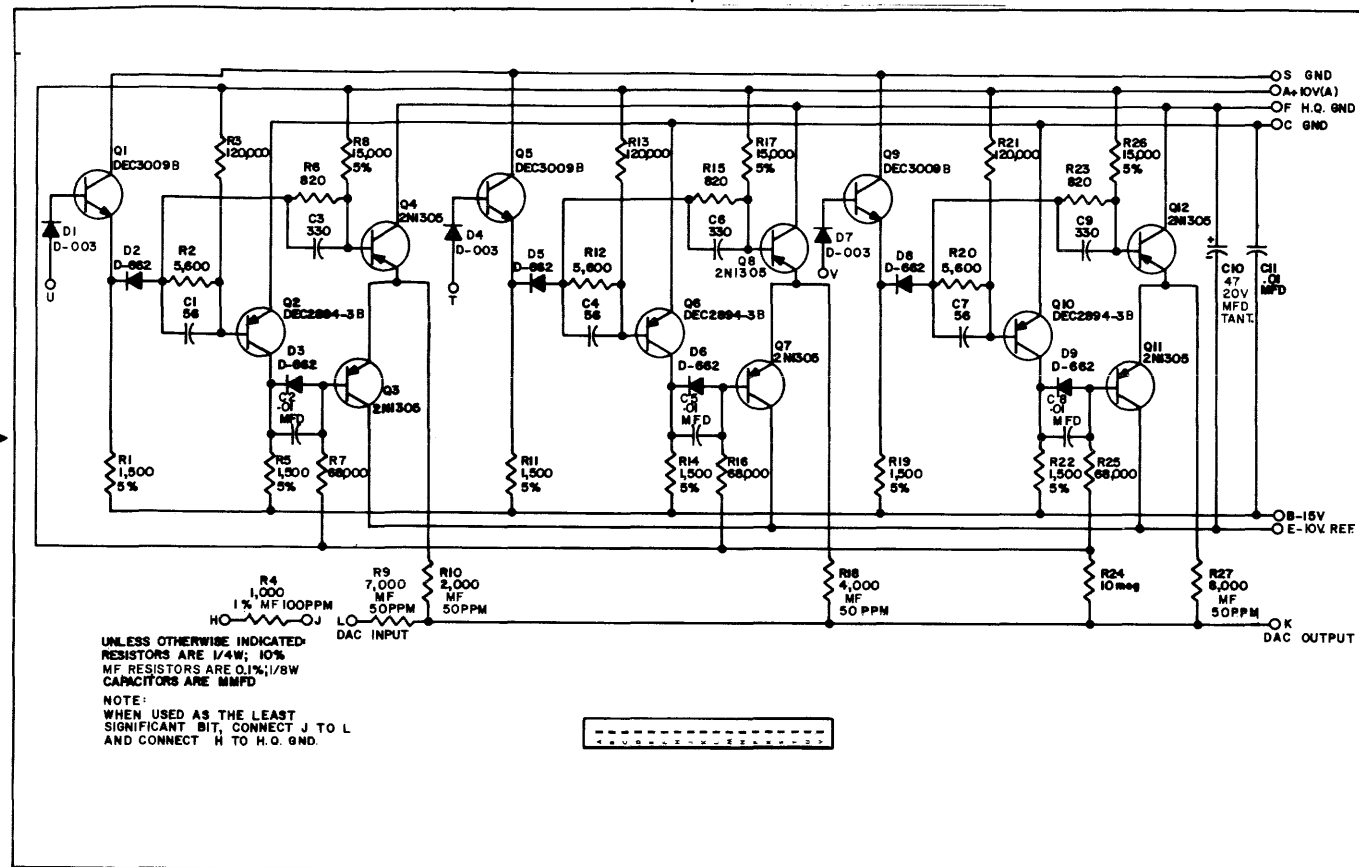 S GND
A+10V(A)
F H.Q. GND
C GND
Q1
DEC3009B
R3
120,000
R8
15,000
5%
R6
820
C3
330
Q4
2N1305
D1
D-003
U
D2
D-662
R2
5,600
C1
56
Q2
DEC2894-3B
D3
D-662
C2
.01
MFD
Q3
2N1305
R1
1,500
5%
R5
1,500
5%
R7
68,000
Q5
DEC3009B
R13
120,000
R17
15,000
5%
R15
820
C6
330
Q8
2N1305
D4
D-003
T
D5
D-662
R12
5,600
C4
56
Q6
DEC2894-3B
D6
D-662
C5
.01
MFD
Q7
2N1305
R11
1,500
5%
R14
1,500
5%
R16
68,000
Q9
DEC3009B
R21
120,000
R26
15,000
5%
R23
820
C9
330
Q12
2N1305
D7
D-003
V
D8
D-662
R20
5,600
C7
56
Q10
DEC2894-3B
D9
D-662
C8
.01
MFD
Q11
2N1305
R19
1,500
5%
R22
1,500
5%
R25
68,000
C10
47
20V
MFD
TANT.
C11
.01
MFD
B-15V
E-10V. REF.
R4
1,000
1% MF 100PPM
H
J
R9
7,000
MF
50PPM
L
DAC INPUT
R10
2,000
MF
50PPM
R18
4,000
MF
50 PPM
R24
10 meg
R27
8,000
MF
50PPM
K
DAC OUTPUT
UNLESS OTHERWISE INDICATED:
RESISTORS ARE 1/4W; 10%
MF RESISTORS ARE 0.1%; 1/8W
CAPACITORS ARE MMFD
NOTE:
WHEN USED AS THE LEAST
SIGNIFICANT BIT, CONNECT J TO L
AND CONNECT H TO H.Q. GND.